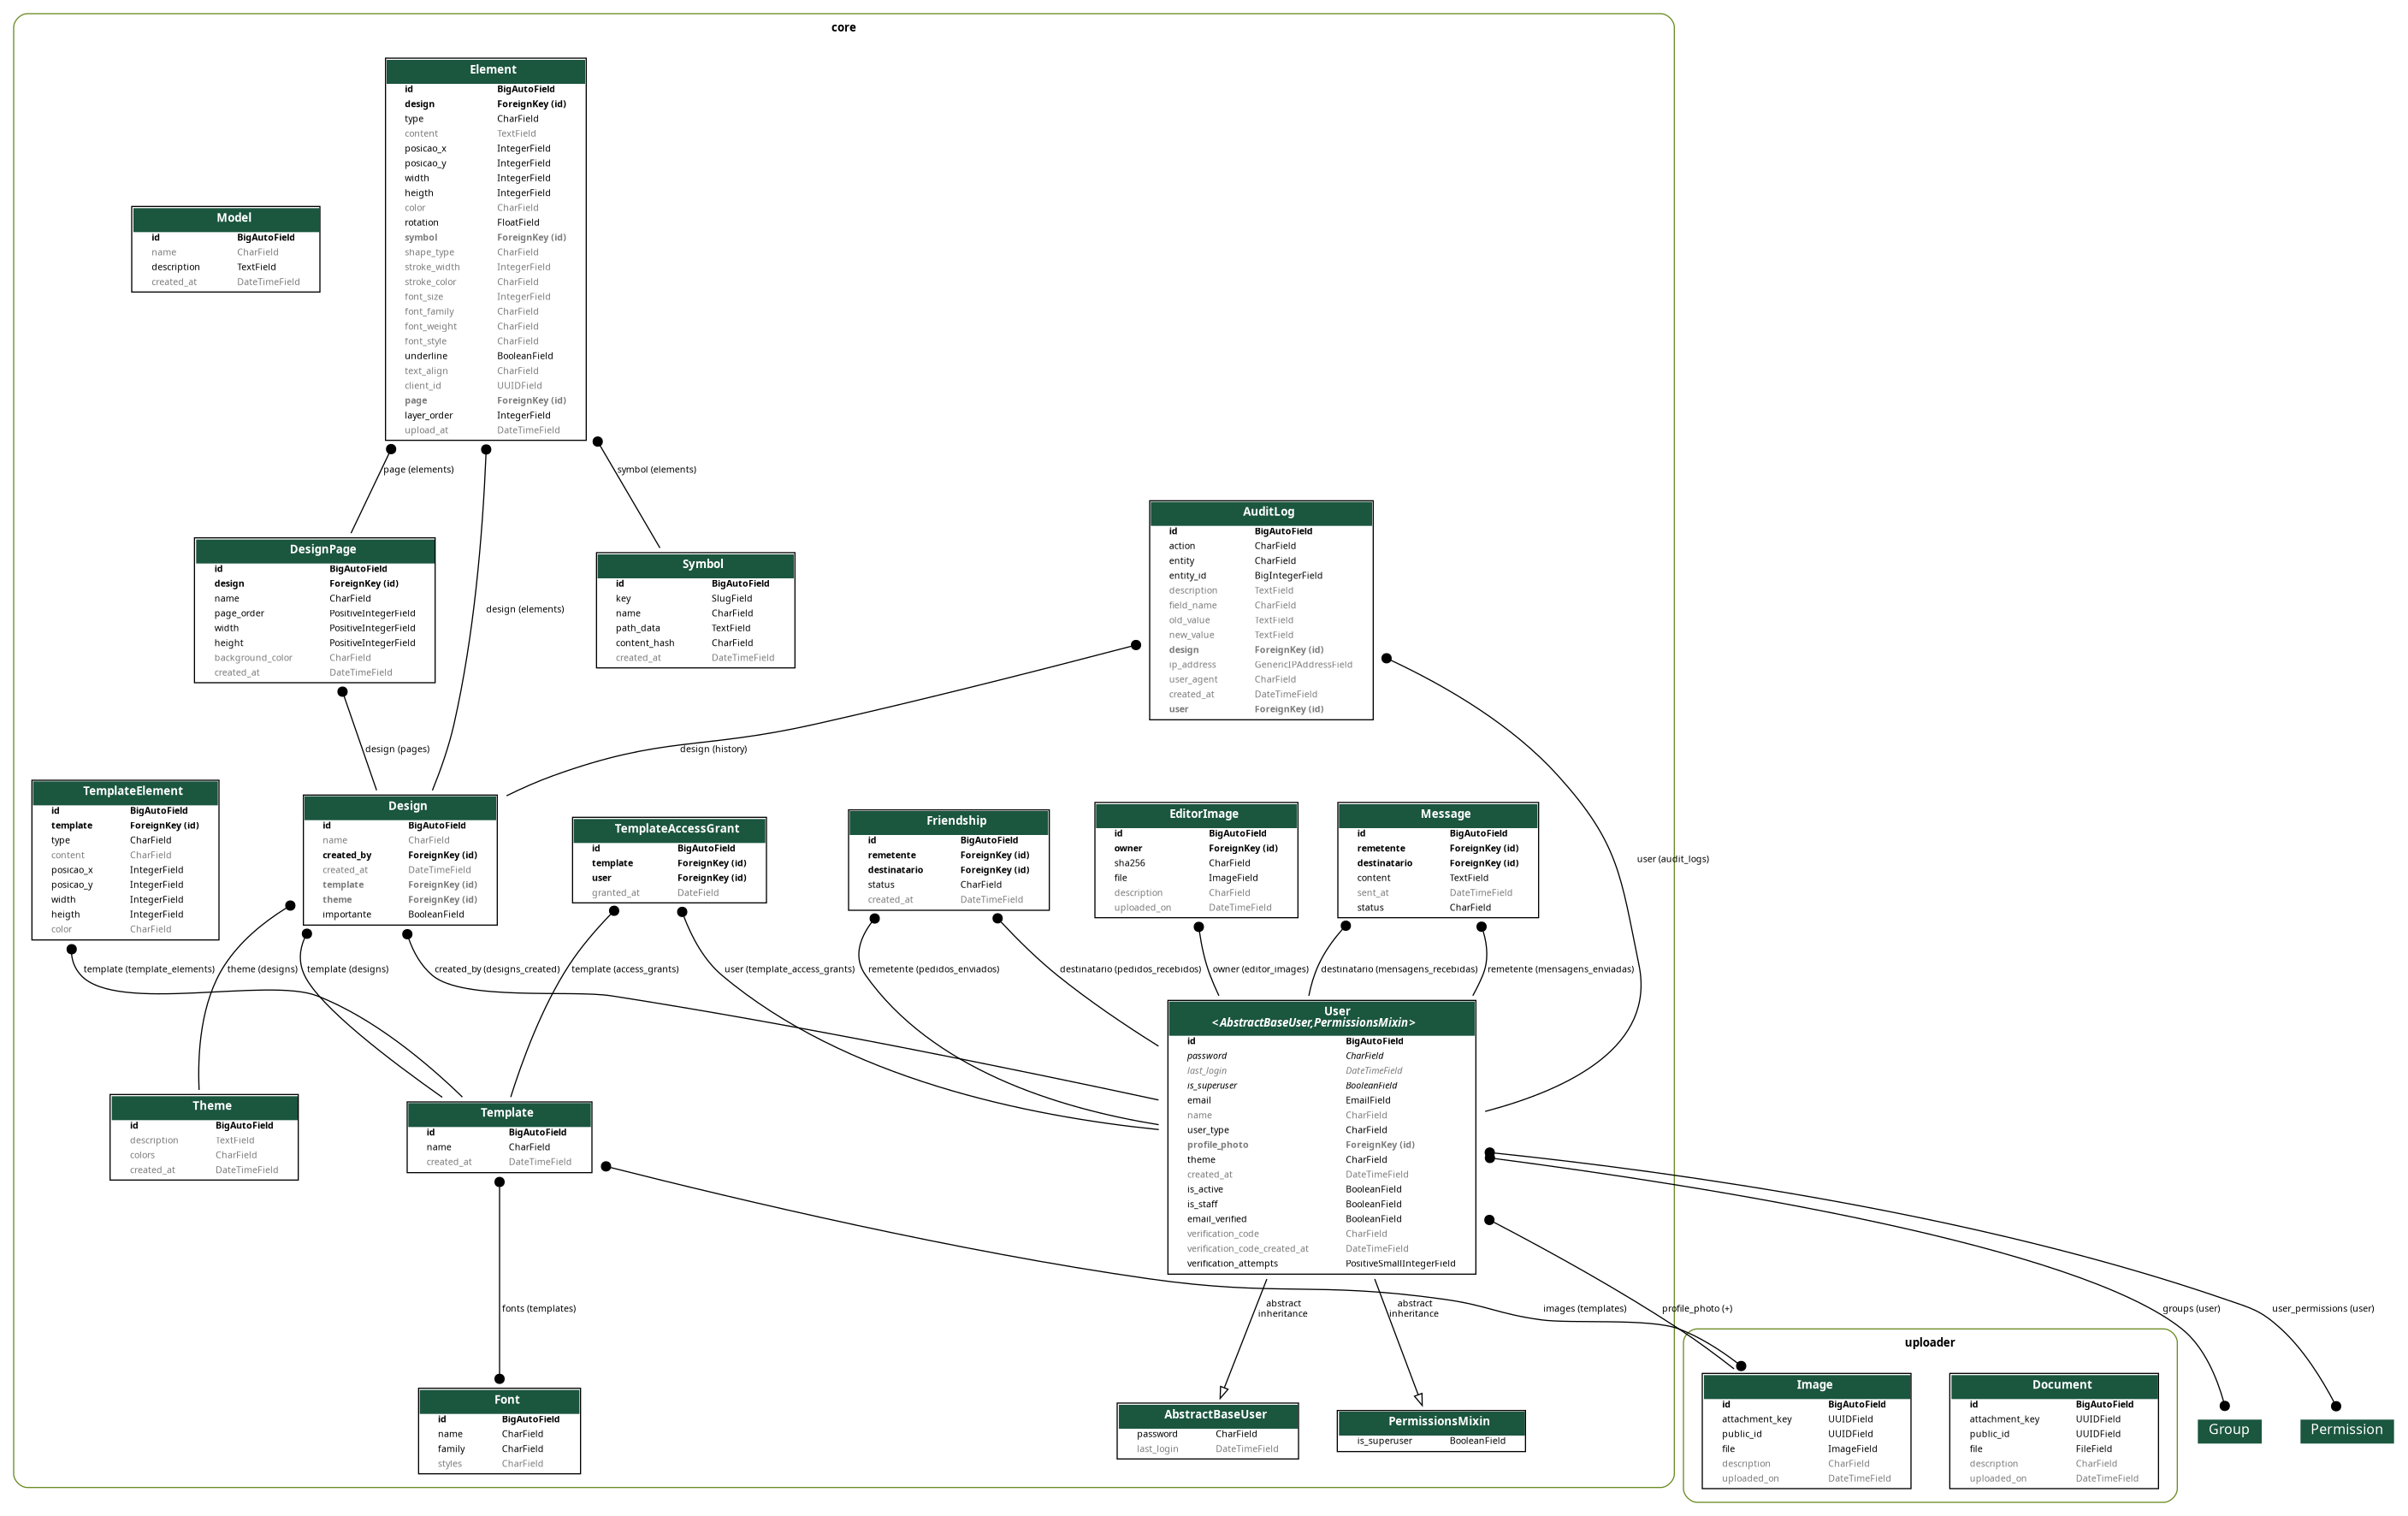 core
Element
id BigAutoField
design ForeignKey (id)
type CharField
content TextField
posicao_x IntegerField
posicao_y IntegerField
width IntegerField
heigth IntegerField
color CharField
rotation FloatField
symbol ForeignKey (id)
shape_type CharField
stroke_width IntegerField
stroke_color CharField
font_size IntegerField
font_family CharField
font_weight CharField
font_style CharField
underline BooleanField
text_align CharField
client_id UUIDField
page ForeignKey (id)
layer_order IntegerField
upload_at DateTimeField
Model
id BigAutoField
name CharField
description TextField
created_at DateTimeField
page (elements)
symbol (elements)
design (elements)
DesignPage
id BigAutoField
design ForeignKey (id)
name CharField
page_order PositiveIntegerField
width PositiveIntegerField
height PositiveIntegerField
background_color CharField
created_at DateTimeField
Symbol
id BigAutoField
key SlugField
name CharField
path_data TextField
content_hash CharField
created_at DateTimeField
AuditLog
id BigAutoField
action CharField
entity CharField
entity_id BigIntegerField
description TextField
field_name CharField
old_value TextField
new_value TextField
design ForeignKey (id)
ip_address GenericIPAddressField
user_agent CharField
created_at DateTimeField
user ForeignKey (id)
design (pages)
design (history)
user (audit_logs)
TemplateElement
id BigAutoField
template ForeignKey (id)
type CharField
content CharField
posicao_x IntegerField
posicao_y IntegerField
width IntegerField
heigth IntegerField
color CharField
Design
id BigAutoField
name CharField
created_by ForeignKey (id)
created_at DateTimeField
template ForeignKey (id)
theme ForeignKey (id)
importante BooleanField
TemplateAccessGrant
id BigAutoField
template ForeignKey (id)
user ForeignKey (id)
granted_at DateField
Friendship
id BigAutoField
remetente ForeignKey (id)
destinatario ForeignKey (id)
status CharField
created_at DateTimeField
EditorImage
id BigAutoField
owner ForeignKey (id)
sha256 CharField
file ImageField
description CharField
uploaded_on DateTimeField
Message
id BigAutoField
remetente ForeignKey (id)
destinatario ForeignKey (id)
content TextField
sent_at DateTimeField
status CharField
template (template_elements)
theme (designs)
template (designs)
created_by (designs_created)
template (access_grants)
user (template_access_grants)
remetente (pedidos_enviados)
destinatario (pedidos_recebidos)
owner (editor_images)
destinatario (mensagens_recebidas)
remetente (mensagens_enviadas)
Theme
id BigAutoField
description TextField
colors CharField
created_at DateTimeField
Template
id BigAutoField
name CharField
created_at DateTimeField
User
<AbstractBaseUser,PermissionsMixin>
id BigAutoField
password CharField
last_login DateTimeField
is_superuser BooleanField
email EmailField
name CharField
user_type CharField
profile_photo ForeignKey (id)
theme CharField
created_at DateTimeField
is_active BooleanField
is_staff BooleanField
email_verified BooleanField
verification_code CharField
verification_code_created_at DateTimeField
verification_attempts PositiveSmallIntegerField
fonts (templates)
abstract
inheritance
abstract
inheritance
images (templates)
profile_photo (+)
groups (user)
user_permissions (user)
Font
id BigAutoField
name CharField
family CharField
styles CharField
AbstractBaseUser
password CharField
last_login DateTimeField
PermissionsMixin
is_superuser BooleanField
uploader
Image
id BigAutoField
attachment_key UUIDField
public_id UUIDField
file ImageField
description CharField
uploaded_on DateTimeField
Document
id BigAutoField
attachment_key UUIDField
public_id UUIDField
file FileField
description CharField
uploaded_on DateTimeField
Group
Permission